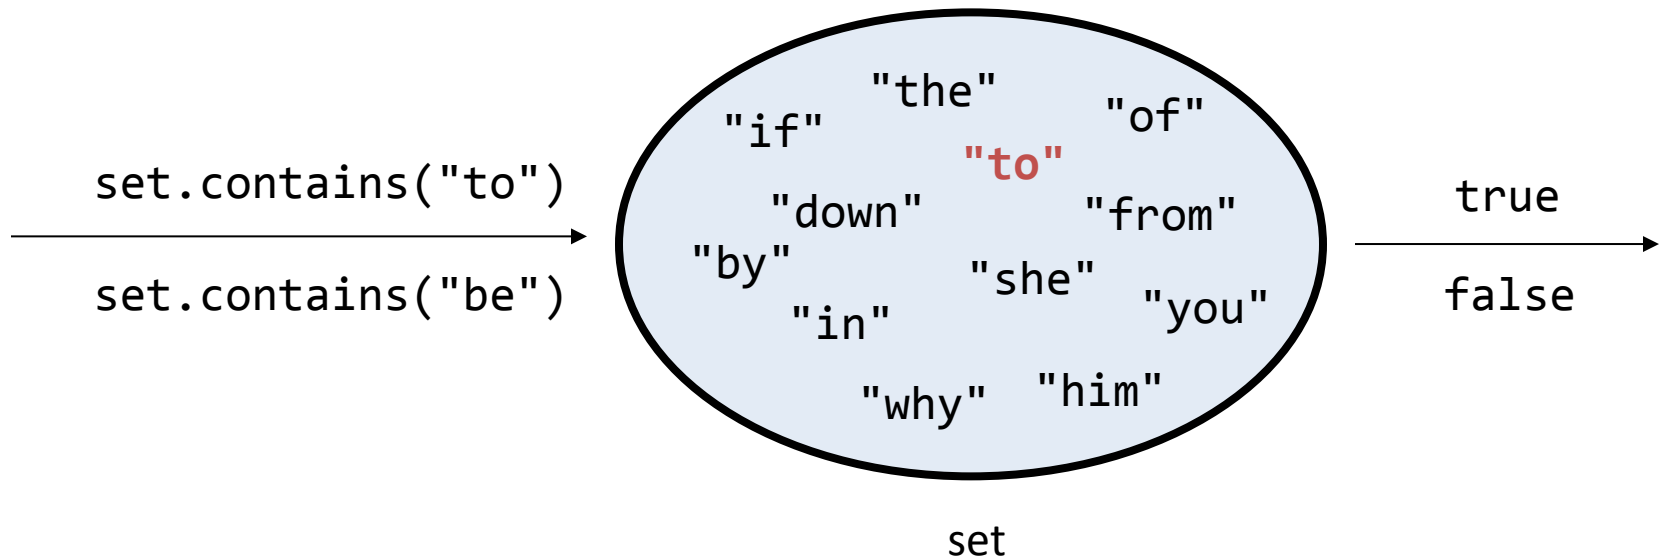 set.contains("to")
set.contains("be")
"the"
"of"
"if"
"to"
"down"
"from"
"by"
"she"
"you"
"in"
"him"
"why"
true
false
set